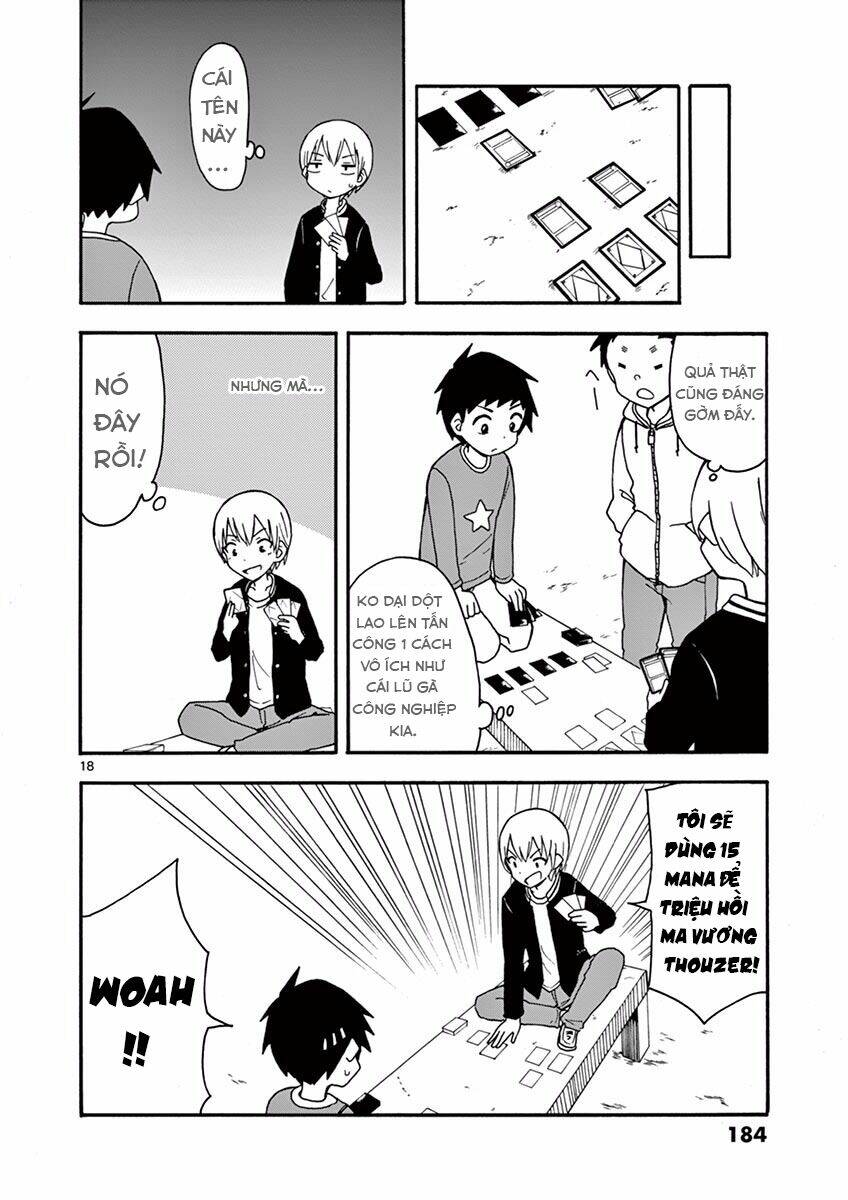 CÁI
TÊN
NÀY
...
QUẢ THẬT
CŨNG ĐÁNG
GỜM ĐẤY.
KO DẠI DỘT
LAO LÊN TẤN
CÔNG 1 CÁCH
VÔ ÍCH NHƯ
CÁI LŨ GÀ
CÔNG NGHIỆP
KIA.
NHƯNG MÀ...
NÓ
ĐÂY
RỒI!
18
TÔI SẼ
DÙNG 15
MANA ĐỂ
TRIỆU HỒI
MA VƯƠNG
THOUZER!
WOAH
!!
184